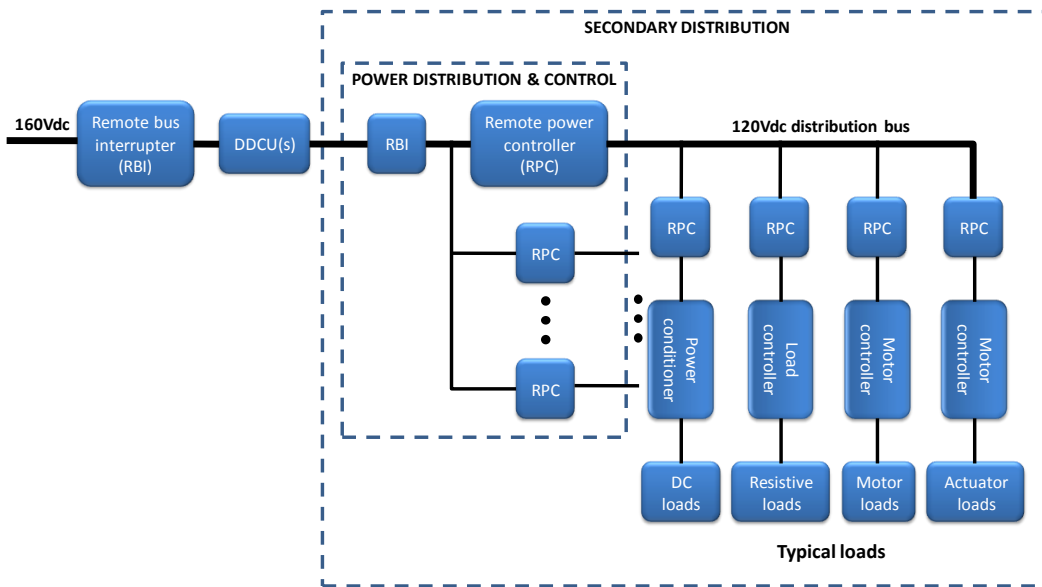 SECONDARY DISTRIBUTION
POWER DISTRIBUTION & CONTROL
160Vdc
Remote bus
interrupter
(RBI)
DDCU(s)
RBI
Remote power
controller
(RPC)
120Vdc distribution bus
RPC
RPC
RPC
RPC
RPC
RPC
Power
conditioner
Load
controller
Motor
controller
Motor
controller
DC
loads
Resistive
loads
Motor
loads
Actuator
loads
Typical loads